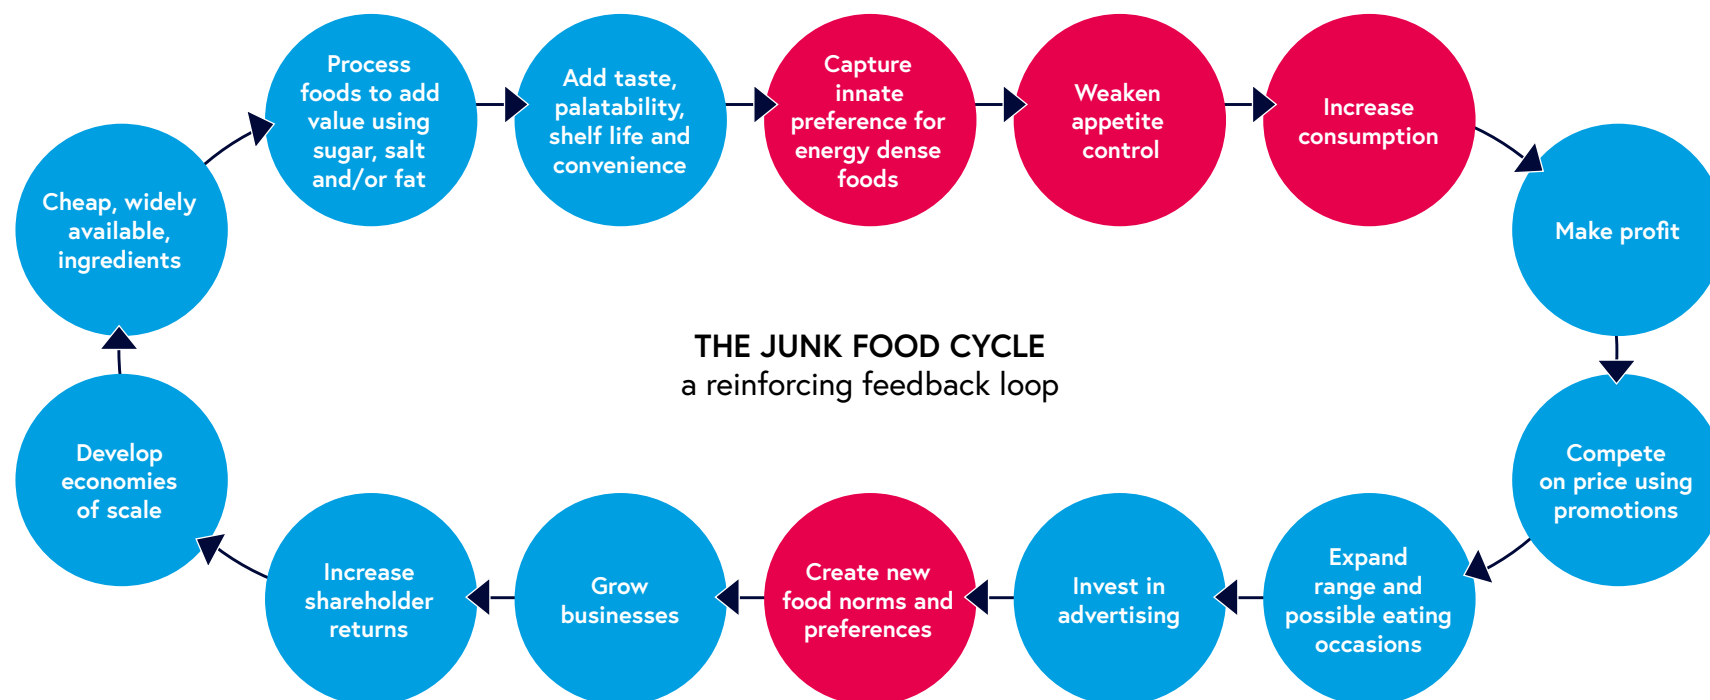 Process
foods to add
value using
sugar, salt
and/or fat
Add taste,
palatability,
shelf life and
convenience
Capture
innate
preference for
energy dense
foods
Weaken
appetite
control
Increase
consumption
Make profit
Compete
on price using
promotions
Expand
range and
possible eating
occasions
Invest in
advertising
Create new
food norms and
preferences
Grow
businesses
Increase
shareholder
returns
Develop
economies
of scale
Cheap, widely
available,
ingredients
THE JUNK FOOD CYCLE
a reinforcing feedback loop